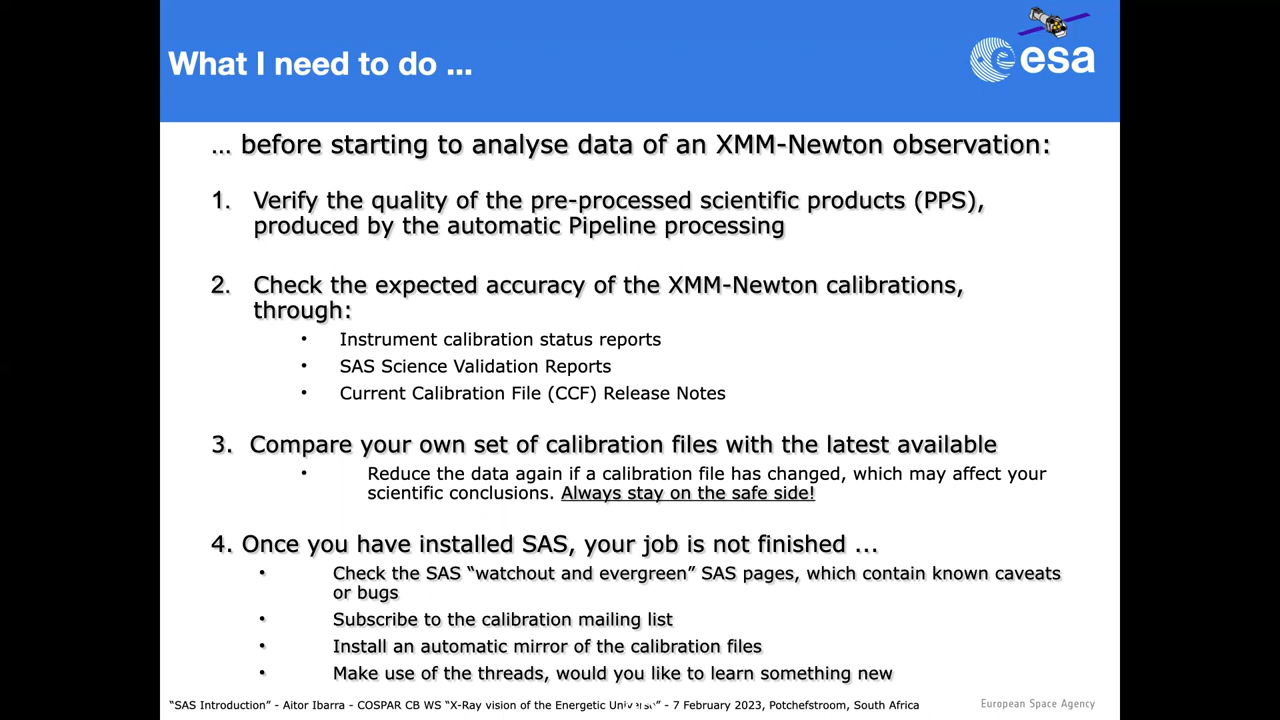 What I need to do ...
esa
... before starting to analyse data of an XMM-Newton observation:
1. Verify the quality of the pre-processed scientific products (PPS),
produced by the automatic Pipeline processing
2. Check the expected accuracy of the XMM-Newton calibrations,
through:
• Instrument calibration status reports
• SAS Science Validation Reports
• Current Calibration File (CCF) Release Notes
3. Compare your own set of calibration files with the latest available
• Reduce the data again if a calibration file has changed, which may affect your
scientific conclusions. Always stay on the safe side!
4. Once you have installed SAS, your job is not finished ...
• Check the SAS “watchout and evergreen” SAS pages, which contain known caveats
or bugs
• Subscribe to the calibration mailing list
• Install an automatic mirror of the calibration files
• Make use of the threads, would you like to learn something new
“SAS Introduction” - Aitor Ibarra - COSPAR CB WS “X-Ray vision of the Energetic Universe” - 7 February 2023, Potchefstroom, South Africa
European Space Agency